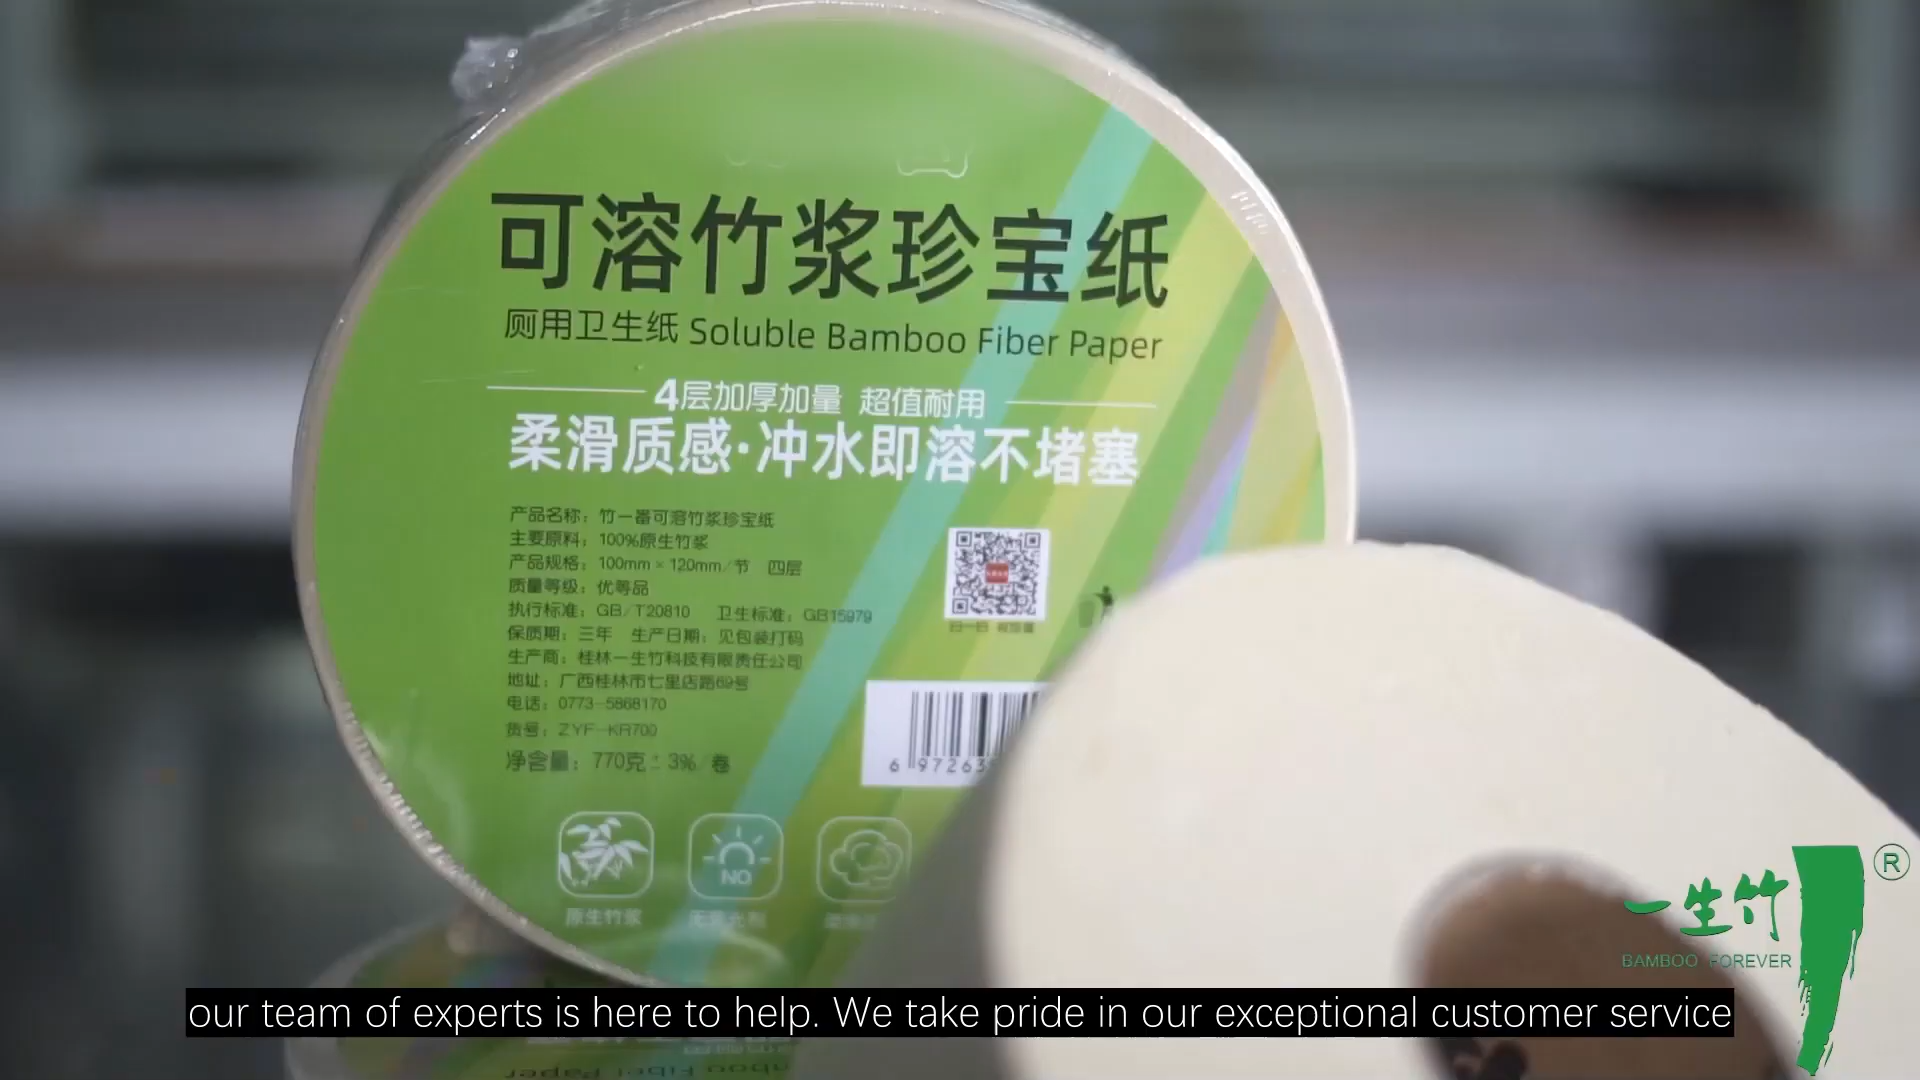 可溶竹浆珍宝纸
厕用卫生纸 Soluble Bamboo Fiber Paper
4层加厚加量 超值耐用
柔滑质感·冲水即溶不堵塞
产品名称：竹一番可溶竹浆珍宝纸
主要原料：100%原生竹浆
产品规格：100mm×120mm/节 四层
质量等级：优等品
执行标准：GB/T20810 卫生标准：GB15979
保质期：三年 生产日期：见包装打码
生产商：桂林一生竹科技有限责任公司
地址：广西桂林市七里店路69号
电话：0773-5868170
货号：ZYF-KR700
净含量：770克±3%/卷
6 97263
NO
原生竹浆
一生竹
®
BAMBOO FOREVER
our team of experts is here to help. We take pride in our exceptional customer service